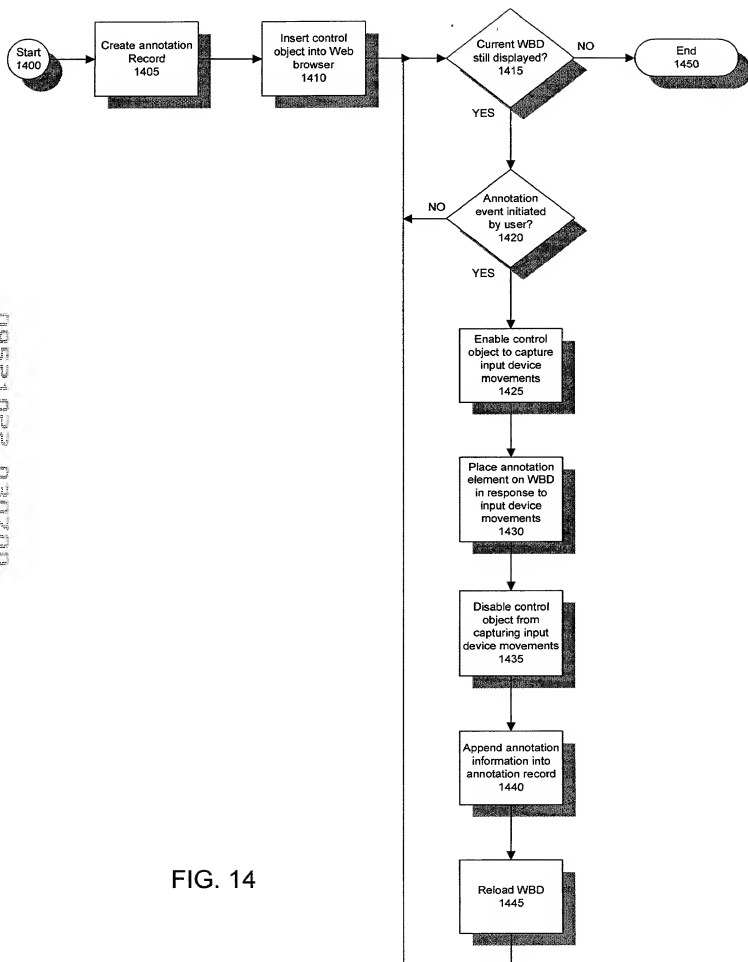 Start
1400
Create annotation
Record
1405
Insert control
object into Web
browser
1410
Current WBD
still displayed?
1415
NO
End
1450
YES
Annotation
event initiated
by user?
1420
NO
YES
Enable control
object to capture
input device
movements
1425
Place annotation
element on WBD
in response to
input device
movements
1430
Disable control
object from
capturing input
device movements
1435
Append annotation
information into
annotation record
1440
Reload WBD
1445
FIG. 14